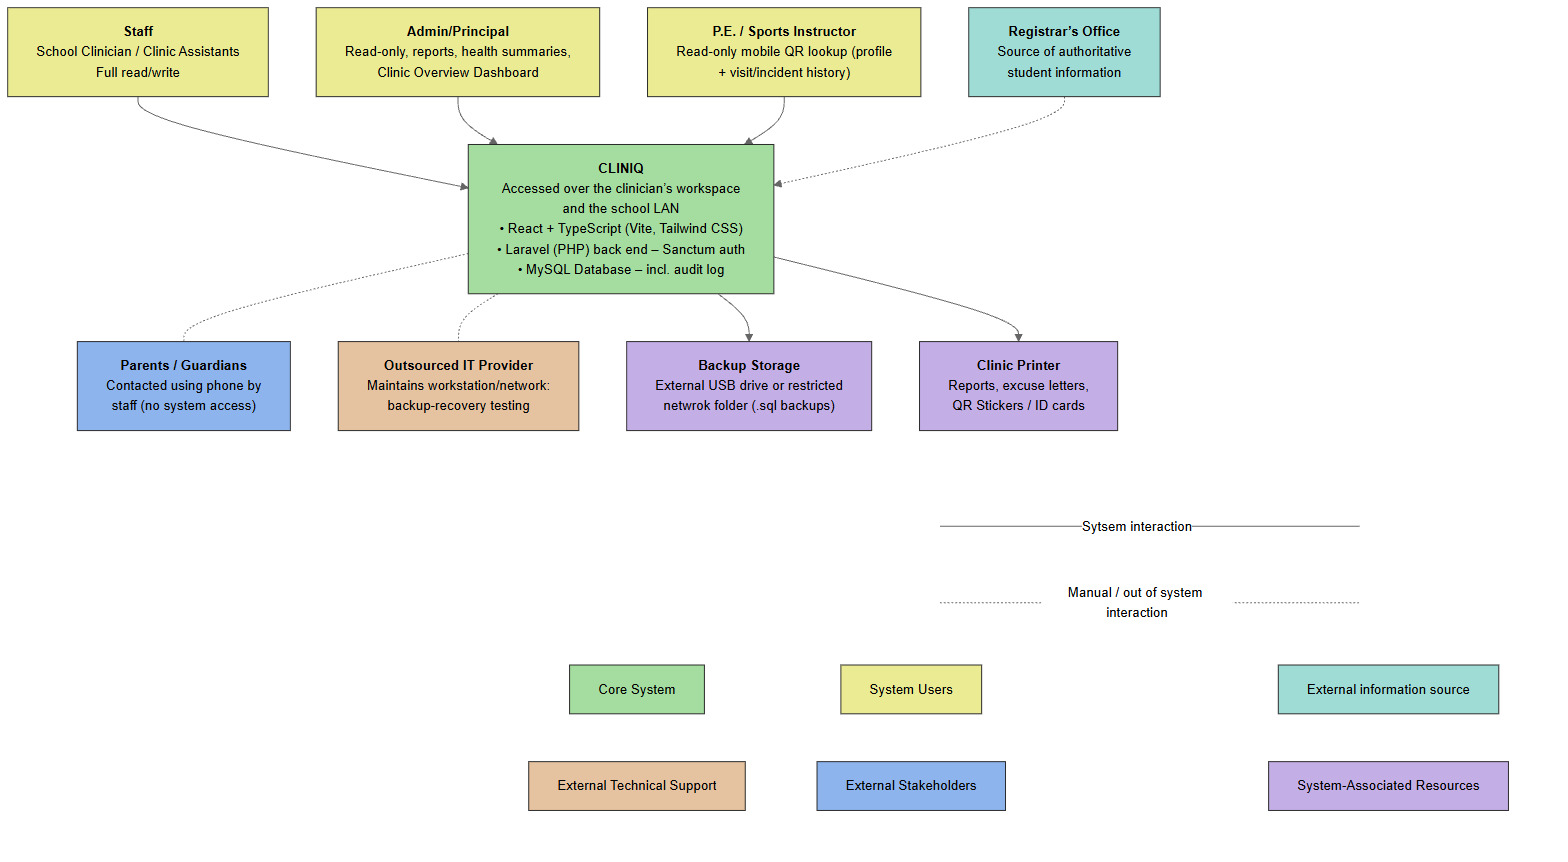 Staff
School Clinician / Clinic Assistants
Full read/write
Admin/Principal
Read-only, reports, health summaries,
Clinic Overview Dashboard
P.E. / Sports Instructor
Read-only mobile QR lookup (profile
+ visit/incident history)
Registrar’s Office
Source of authoritative
student information
CLINIQ
Accessed over the clinician’s workspace
and the school LAN
• React + TypeScript (Vite, Tailwind CSS)
• Laravel (PHP) back end – Sanctum auth
• MySQL Database – incl. audit log
Parents / Guardians
Contacted using phone by
staff (no system access)
Outsourced IT Provider
Maintains workstation/network:
backup-recovery testing
Backup Storage
External USB drive or restricted
netwrok folder (.sql backups)
Clinic Printer
Reports, excuse letters,
QR Stickers / ID cards
Sytsem interaction
Manual / out of system
interaction
Core System
System Users
External information source
External Technical Support
External Stakeholders
System-Associated Resources